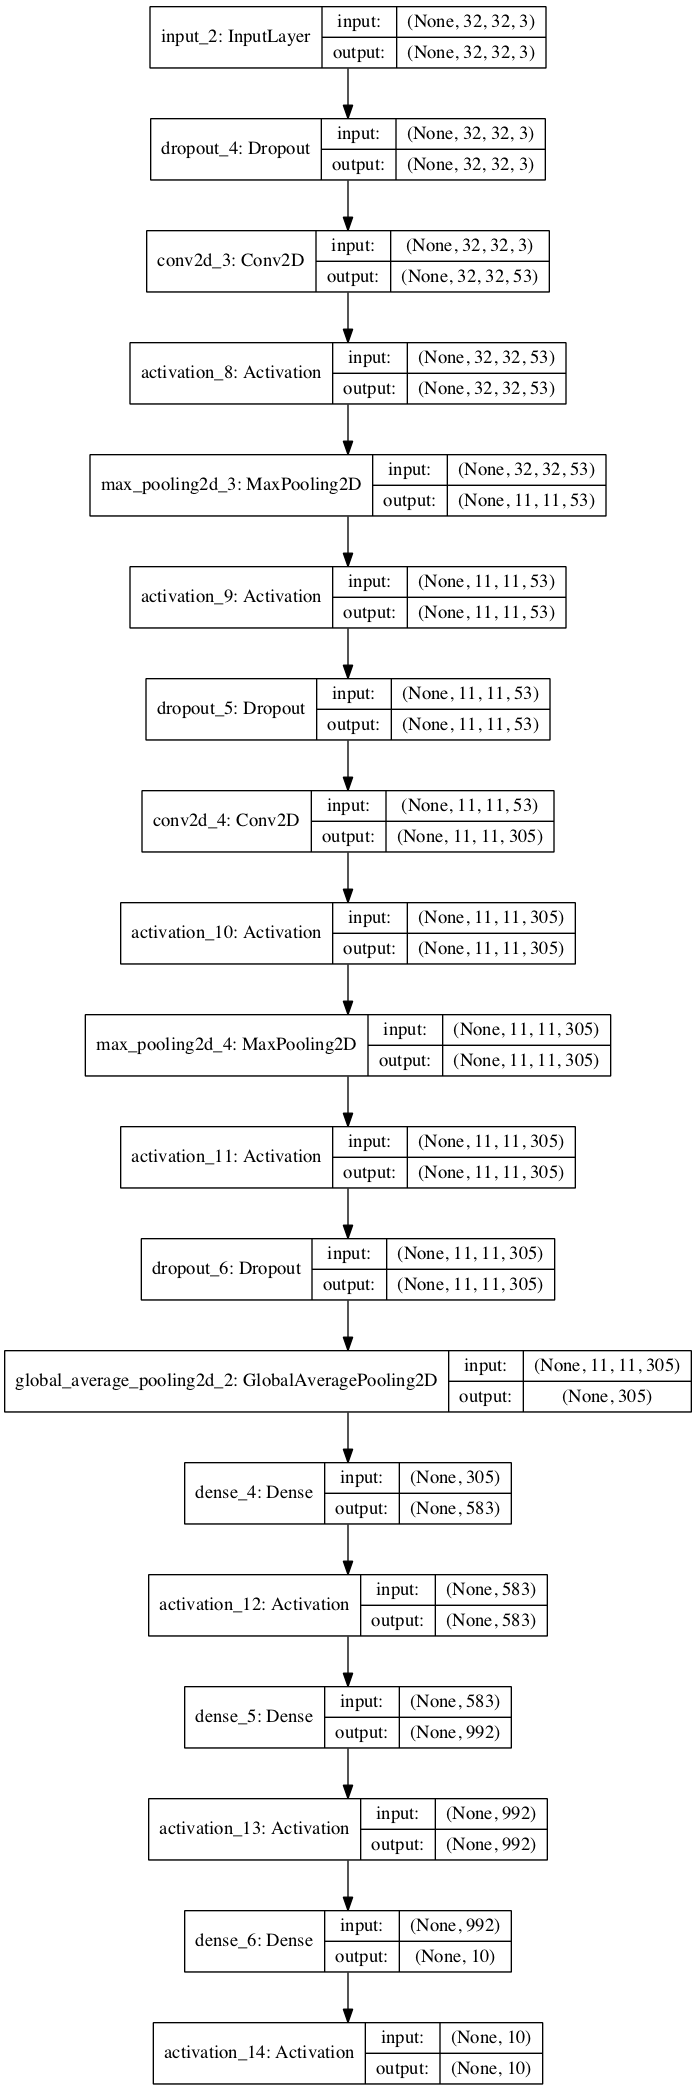 input_2: InputLayer
input: (None, 32, 32, 3)
output: (None, 32, 32, 3)
dropout_4: Dropout
input: (None, 32, 32, 3)
output: (None, 32, 32, 3)
conv2d_3: Conv2D
input: (None, 32, 32, 3)
output: (None, 32, 32, 53)
activation_8: Activation
input: (None, 32, 32, 53)
output: (None, 32, 32, 53)
max_pooling2d_3: MaxPooling2D
input: (None, 32, 32, 53)
output: (None, 11, 11, 53)
activation_9: Activation
input: (None, 11, 11, 53)
output: (None, 11, 11, 53)
dropout_5: Dropout
input: (None, 11, 11, 53)
output: (None, 11, 11, 53)
conv2d_4: Conv2D
input: (None, 11, 11, 53)
output: (None, 11, 11, 305)
activation_10: Activation
input: (None, 11, 11, 305)
output: (None, 11, 11, 305)
max_pooling2d_4: MaxPooling2D
input: (None, 11, 11, 305)
output: (None, 11, 11, 305)
activation_11: Activation
input: (None, 11, 11, 305)
output: (None, 11, 11, 305)
dropout_6: Dropout
input: (None, 11, 11, 305)
output: (None, 11, 11, 305)
global_average_pooling2d_2: GlobalAveragePooling2D
input: (None, 11, 11, 305)
output: (None, 305)
dense_4: Dense
input: (None, 305)
output: (None, 583)
activation_12: Activation
input: (None, 583)
output: (None, 583)
dense_5: Dense
input: (None, 583)
output: (None, 992)
activation_13: Activation
input: (None, 992)
output: (None, 992)
dense_6: Dense
input: (None, 992)
output: (None, 10)
activation_14: Activation
input: (None, 10)
output: (None, 10)